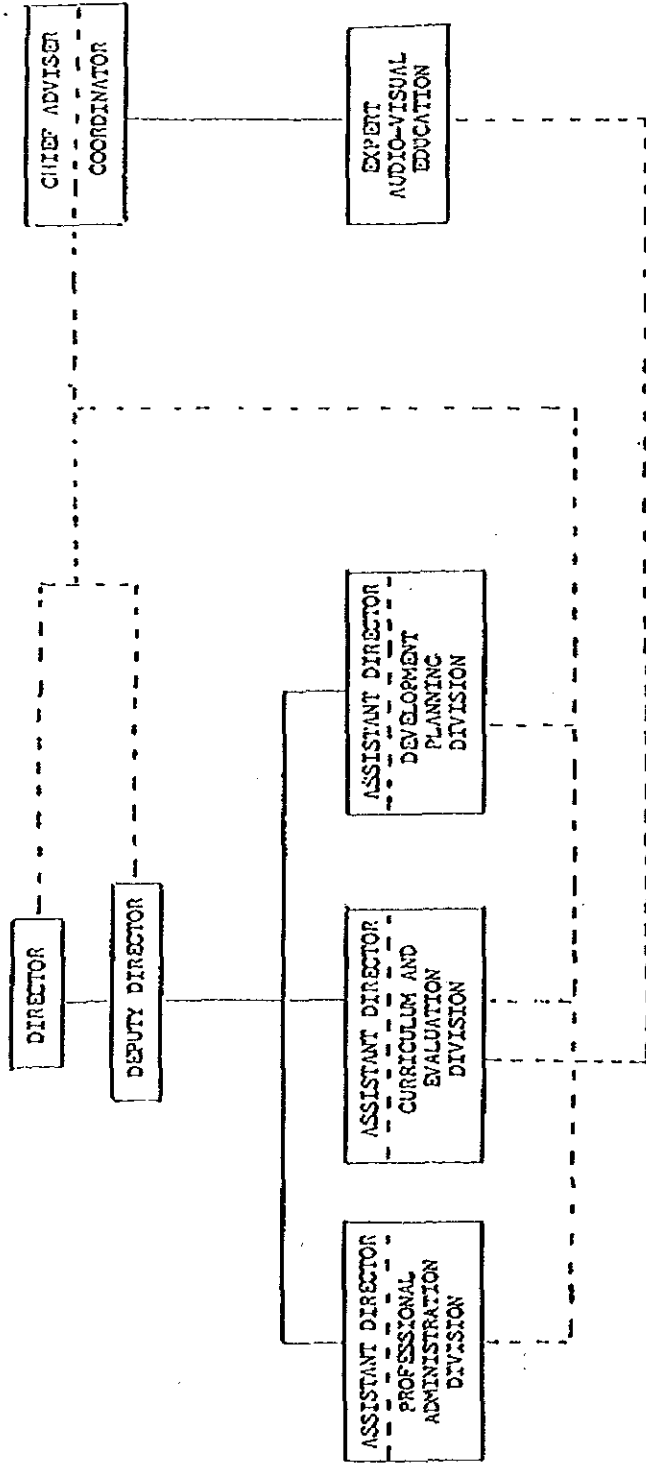 DIRECTOR
DEPUTY DIRECTOR
CHIEF ADVISER
COORDINATOR
ASSISTANT DIRECTOR
PROFESSIONAL
ADMINISTRATION
DIVISION
ASSISTANT DIRECTOR
CURRICULUM AND
EVALUATION
DIVISION
ASSISTANT DIRECTOR
DEVELOPMENT
PLANNING
DIVISION
EXPERT
AUDIO-VISUAL
EDUCATION